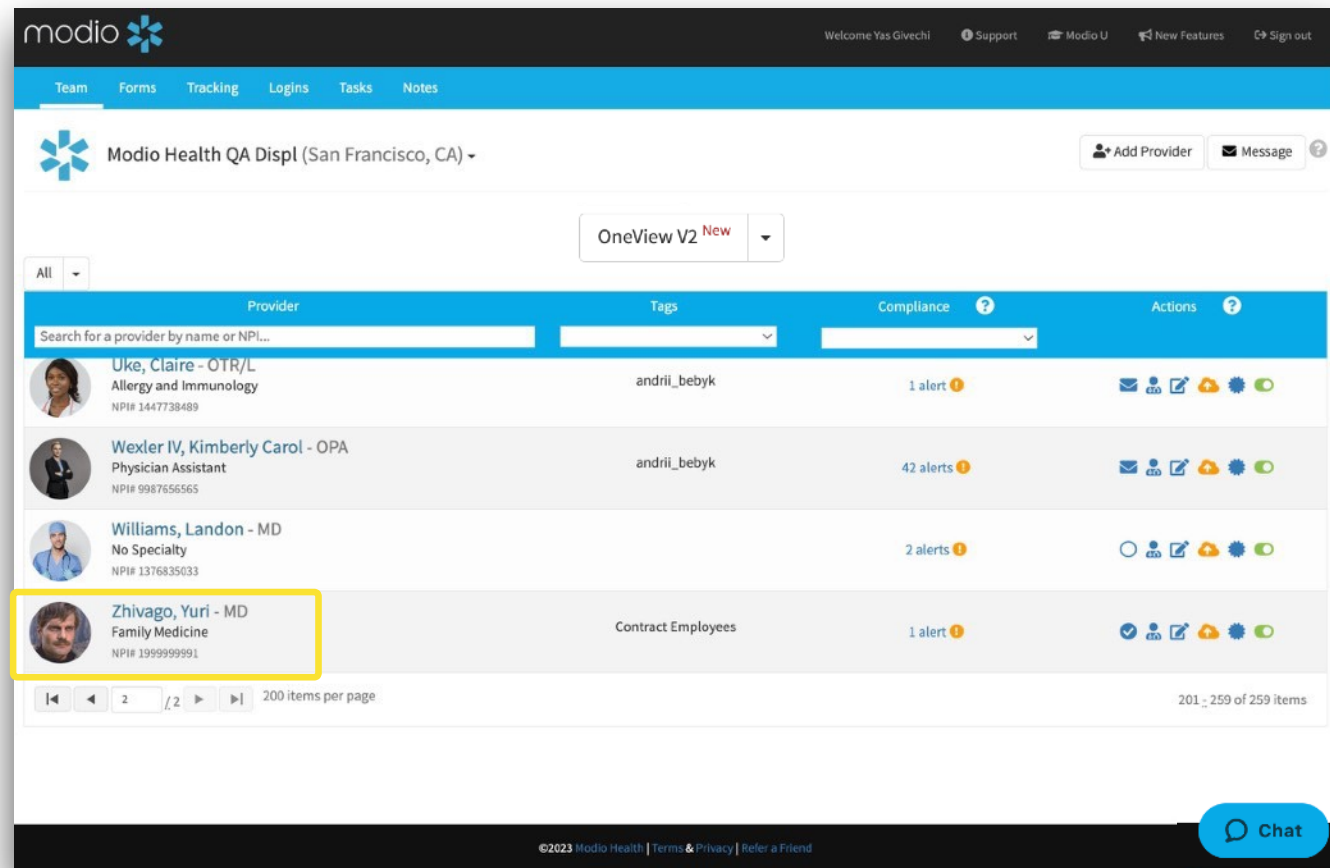 modio
Welcome Yas Givechi Support Modio U New Features Sign out
Team Forms Tracking Logins Tasks Notes
Modio Health QA Displ (San Francisco, CA)
Add Provider Message
OneView V2 New
All
Provider Tags Compliance Actions
Search for a provider by name or NPI...
Uke, Claire - OTR/L
Allergy and Immunology
NPI# 1447738489
andrii_bebyk
1 alert
Wexler IV, Kimberly Carol - OPA
Physician Assistant
NPI# 9987656565
andrii_bebyk
42 alerts
Williams, Landon - MD
No Specialty
NPI# 1376835033
2 alerts
Zhivago, Yuri - MD
Family Medicine
NPI# 1999999991
Contract Employees
1 alert
2 / 2 200 items per page 201 - 259 of 259 items
Chat
©2023 Modio Health | Terms & Privacy | Refer a Friend